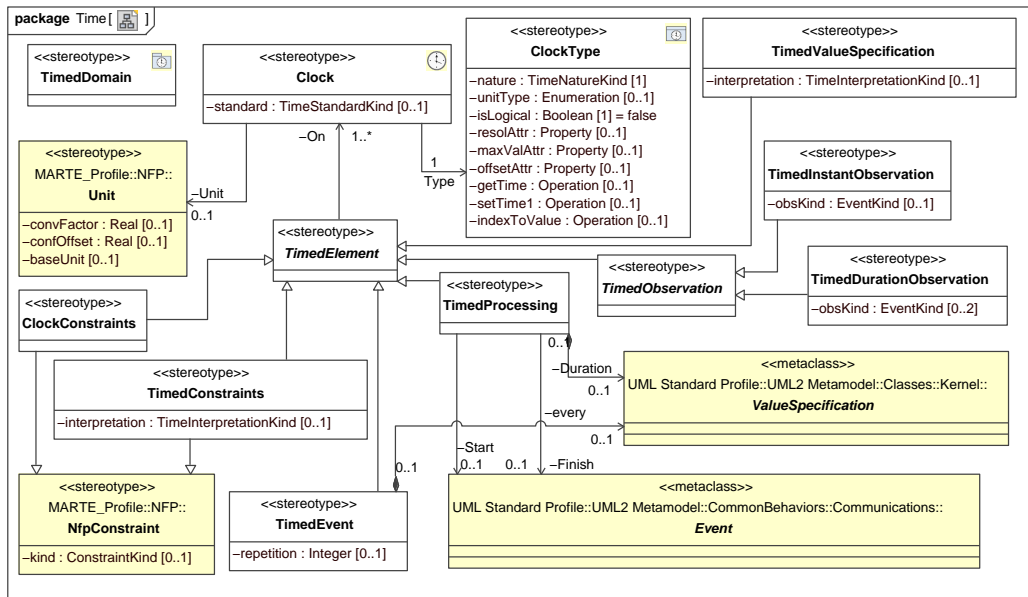 package Time[ ]
<<stereotype>>
TimedDomain
<<stereotype>>
Clock
–standard : TimeStandardKind [0..1]
<<stereotype>>
ClockType
–nature : TimeNatureKind [1]
–unitType : Enumeration [0..1]
–isLogical : Boolean [1] = false
–resolAttr : Property [0..1]
–maxValAttr : Property [0..1]
–offsetAttr : Property [0..1]
–getTime : Operation [0..1]
–setTime1 : Operation [0..1]
–indexToValue : Operation [0..1]
<<stereotype>>
TimedValueSpecification
–interpretation : TimeInterpretationKind [0..1]
–On
1..*
1
Type
<<stereotype>>
MARTE_Profile::NFP::
Unit
–convFactor : Real [0..1]
–confOffset : Real [0..1]
–baseUnit [0..1]
–Unit
0..1
<<stereotype>>
TimedInstantObservation
–obsKind : EventKind [0..1]
<<stereotype>>
TimedElement
<<stereotype>>
TimedObservation
<<stereotype>>
TimedDurationObservation
–obsKind : EventKind [0..2]
<<stereotype>>
ClockConstraints
<<stereotype>>
TimedProcessing
0..1
–Duration
0..1
<<stereotype>>
TimedConstraints
–interpretation : TimeInterpretationKind [0..1]
<<metaclass>>
UML Standard Profile::UML2 Metamodel::Classes::Kernel::
ValueSpecification
–every
0..1
–Start
0..1
0..1
–Finish
0..1
<<stereotype>>
MARTE_Profile::NFP::
NfpConstraint
–kind : ConstraintKind [0..1]
<<stereotype>>
TimedEvent
–repetition : Integer [0..1]
<<metaclass>>
UML Standard Profile::UML2 Metamodel::CommonBehaviors::Communications::
Event